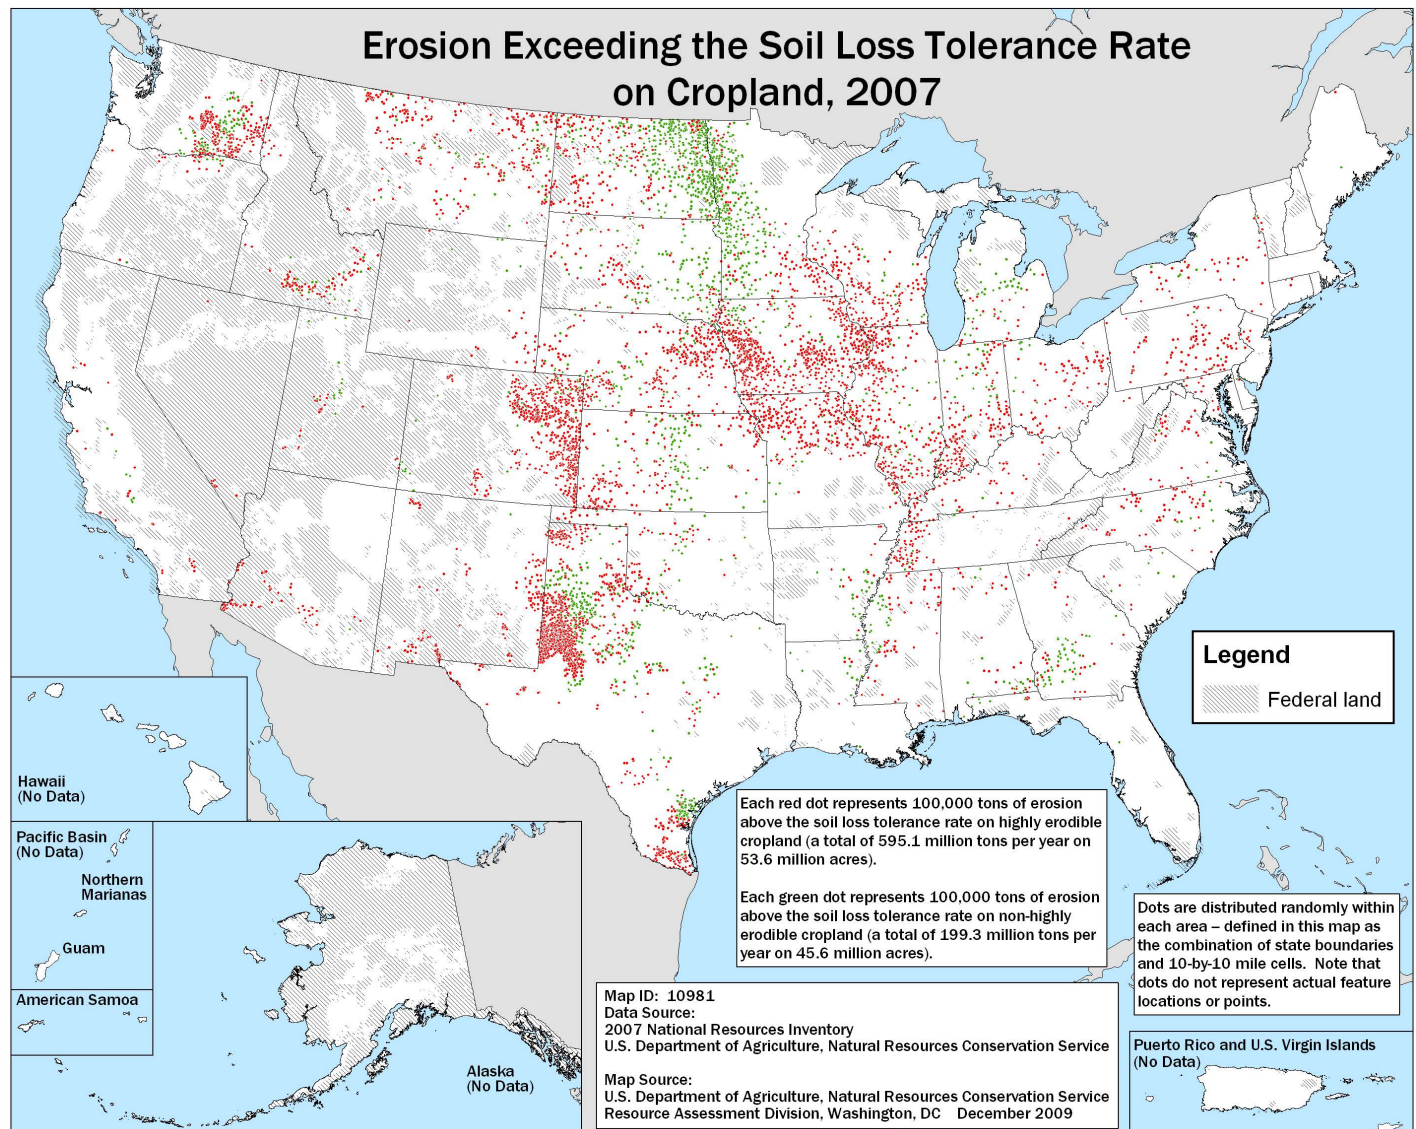 Erosion Exceeding the Soil Loss Tolerance Rate
on Cropland, 2007
Legend
Federal land
Hawaii
(No Data)
Pacific Basin
(No Data)
Northern
Marianas
Guam
American Samoa
Alaska
(No Data)
Each red dot represents 100,000 tons of erosion
above the soil loss tolerance rate on highly erodible
cropland (a total of 595.1 million tons per year on
53.6 million acres).
Each green dot represents 100,000 tons of erosion
above the soil loss tolerance rate on non-highly
erodible cropland (a total of 199.3 million tons per
year on 45.6 million acres).
Dots are distributed randomly within
each area – defined in this map as
the combination of state boundaries
and 10-by-10 mile cells.  Note that
dots do not represent actual feature
locations or points.
Map ID:  10981
Data Source:
2007 National Resources Inventory
U.S. Department of Agriculture, Natural Resources Conservation Service
Map Source:
U.S. Department of Agriculture, Natural Resources Conservation Service
Resource Assessment Division, Washington, DC    December 2009
Puerto Rico and U.S. Virgin Islands
(No Data)